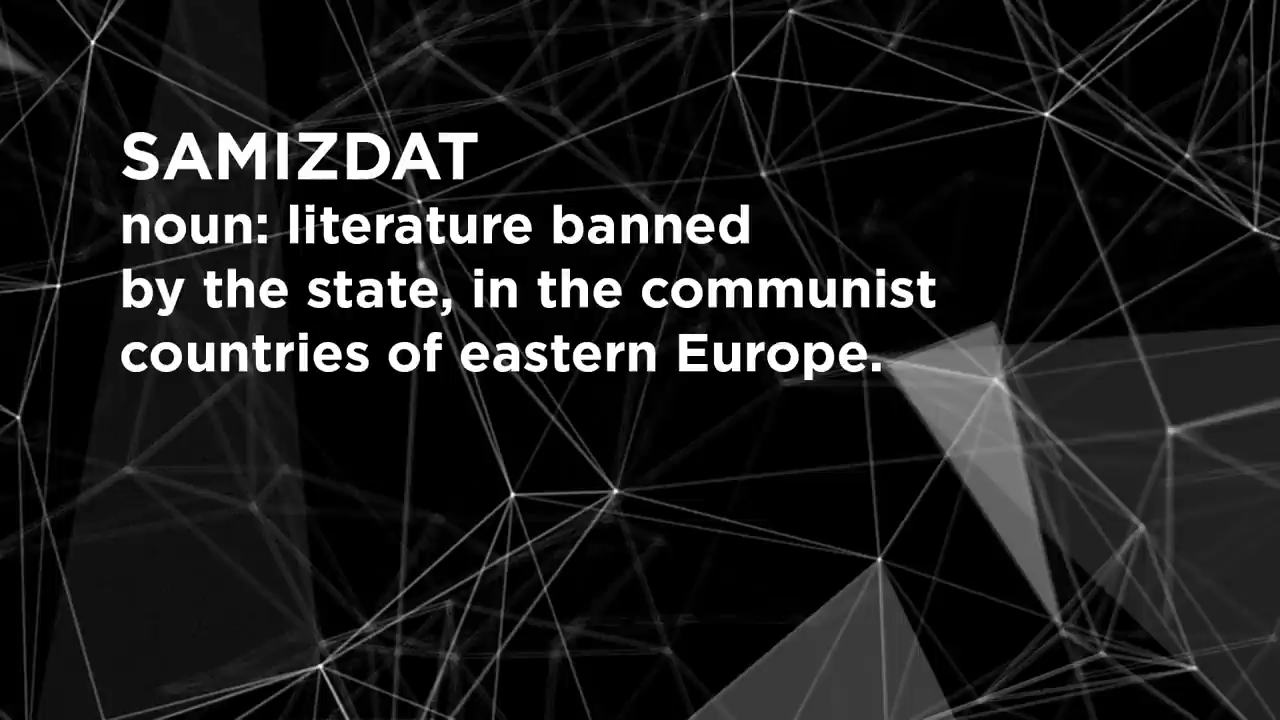 SAMIZDAT
noun: literature banned
by the state, in the communist
countries of eastern Europe.